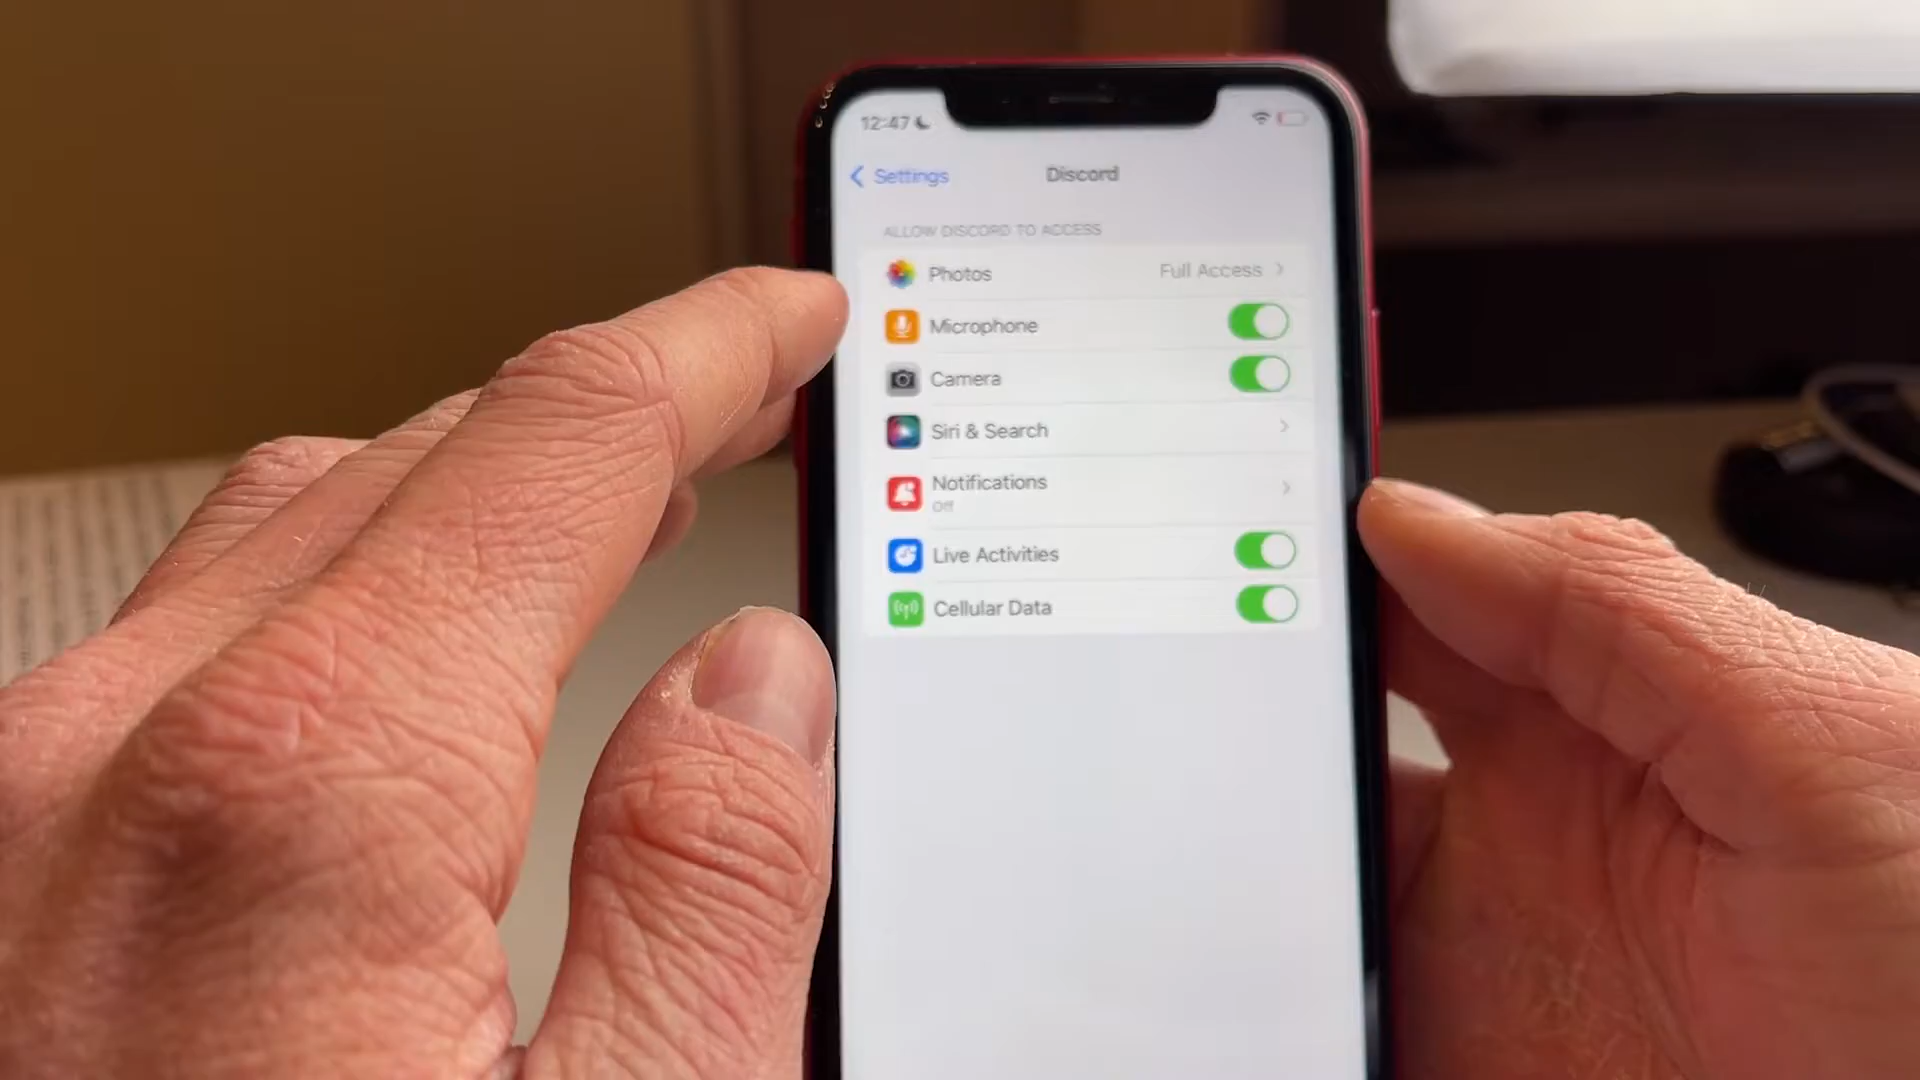 12:47
Settings
Discord
ALLOW DISCORD TO ACCESS
Photos
Full Access
Microphone
Camera
Siri & Search
Notifications
Off
Live Activities
Cellular Data